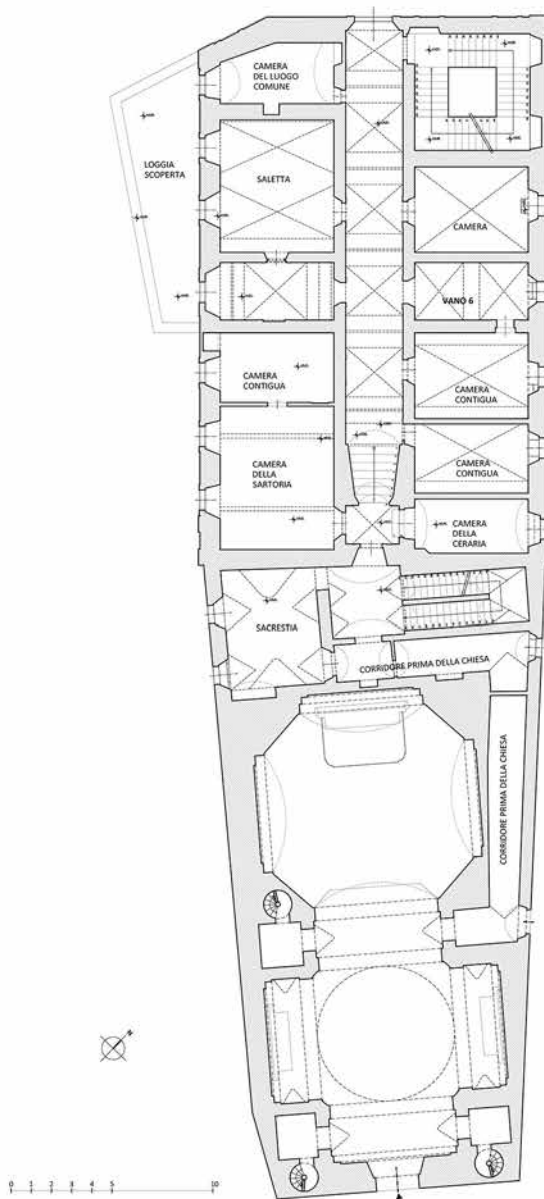 CAMERA
DEL LUOGO
COMUNE
LOGGIA
SCOPERTA
SALETTA
CAMERA
VANO 6
CAMERA
CONTIGUA
CAMERA
CONTIGUA
CAMERA
DELLA
SARTORIA
CAMERA
CONTIGUA
CAMERA
DELLA
CERARIA
SACRESTIA
CORRIDORE PRIMA DELLA CHIESA
CORRIDORE PRIMA DELLA CHIESA
N
0 1 2 3 4 5 10